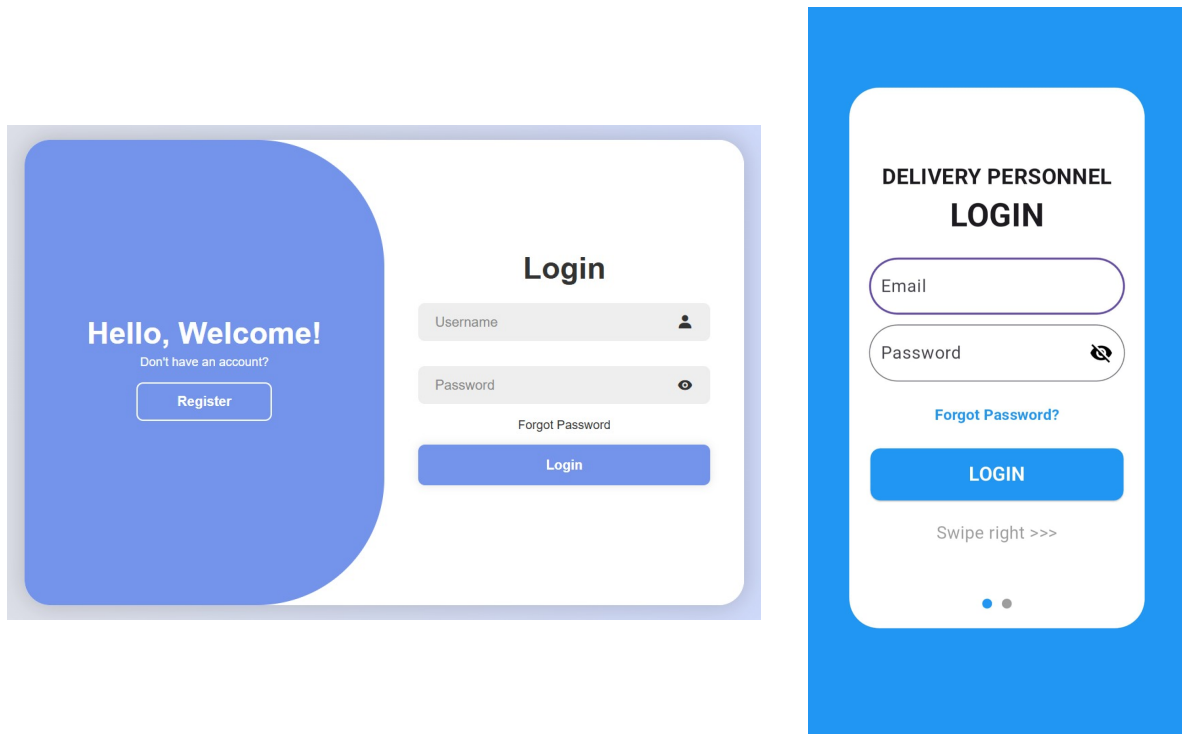 Hello, Welcome!
Don't have an account?
Register
Login
Username
Password
Forgot Password
Login
DELIVERY PERSONNEL
LOGIN
Email
Password
Forgot Password?
LOGIN
Swipe right >>>